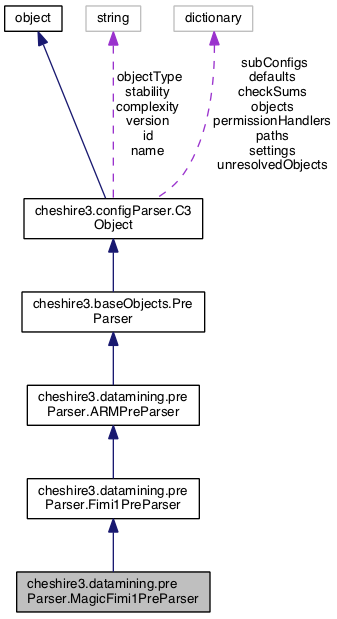 object
string
dictionary
objectType
stability
complexity
version
id
name
subConfigs
defaults
checkSums
objects
permissionHandlers
paths
settings
unresolvedObjects
cheshire3.configParser.C3
Object
cheshire3.baseObjects.Pre
Parser
cheshire3.datamining.pre
Parser.ARMPreParser
cheshire3.datamining.pre
Parser.Fimi1PreParser
cheshire3.datamining.pre
Parser.MagicFimi1PreParser